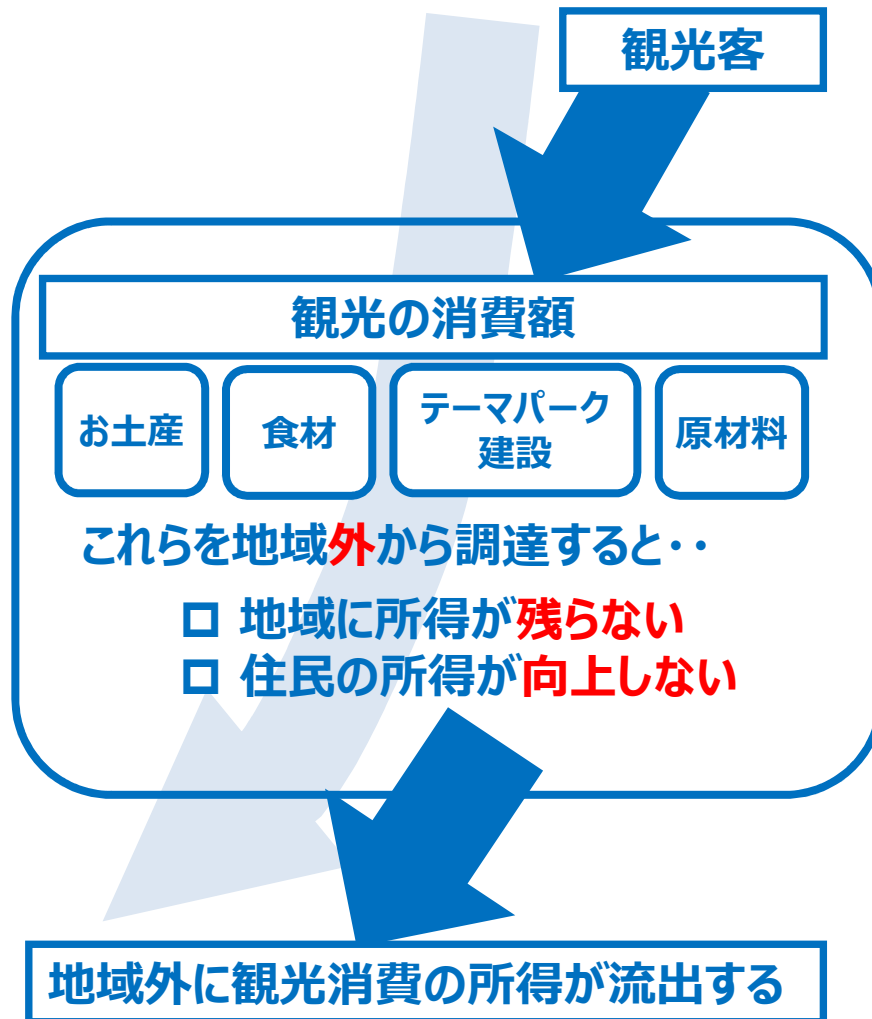 観光客
観光の消費額
お土産
食材
テーマパーク
建設
原材料
これらを地域外から調達すると・・
ロ 地域に所得が残らない
ロ 住民の所得が向上しない
地域外に観光消費の所得が流出する